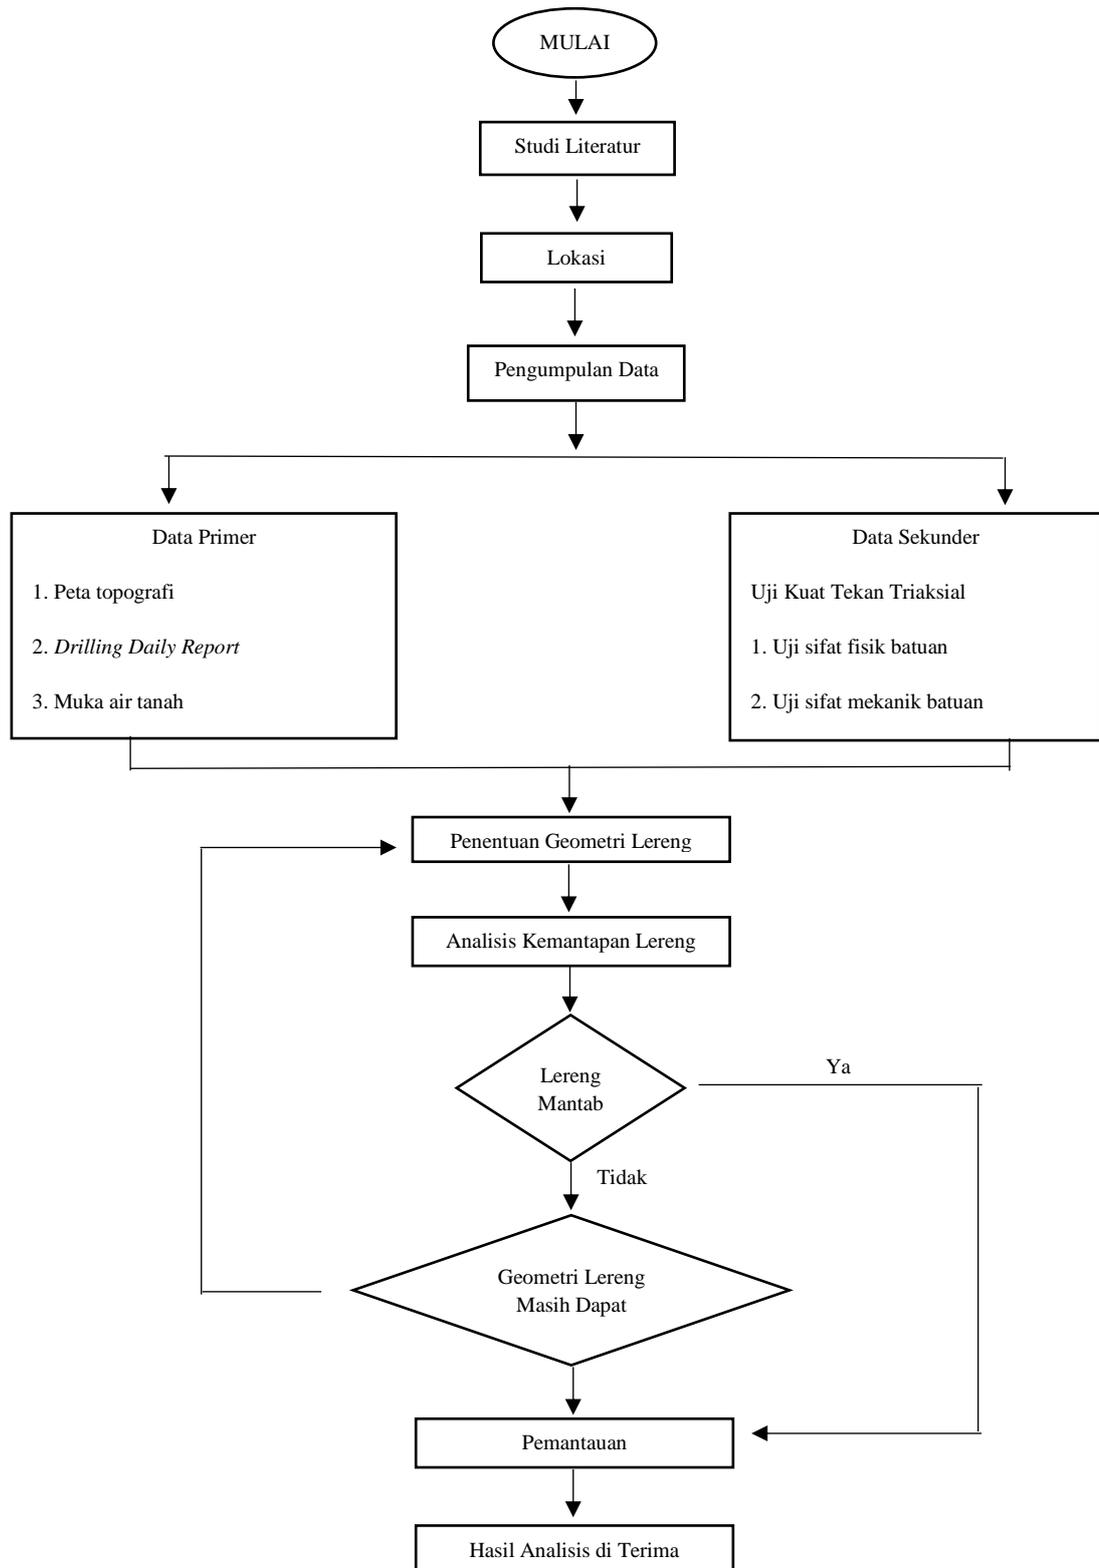 MULAI
Studi Literatur
Lokasi
Pengumpulan Data
Data Primer
1. Peta topografi
2. Drilling Daily Report
3. Muka air tanah
Data Sekunder
Uji Kuat Tekan Triaksial
1. Uji sifat fisik batuan
2. Uji sifat mekanik batuan
Penentuan Geometri Lereng
Analisis Kemantapan Lereng
Lereng
Mantab
Ya
Tidak
Geometri Lereng
Masih Dapat
Pemantauan
Hasil Analisis di Terima